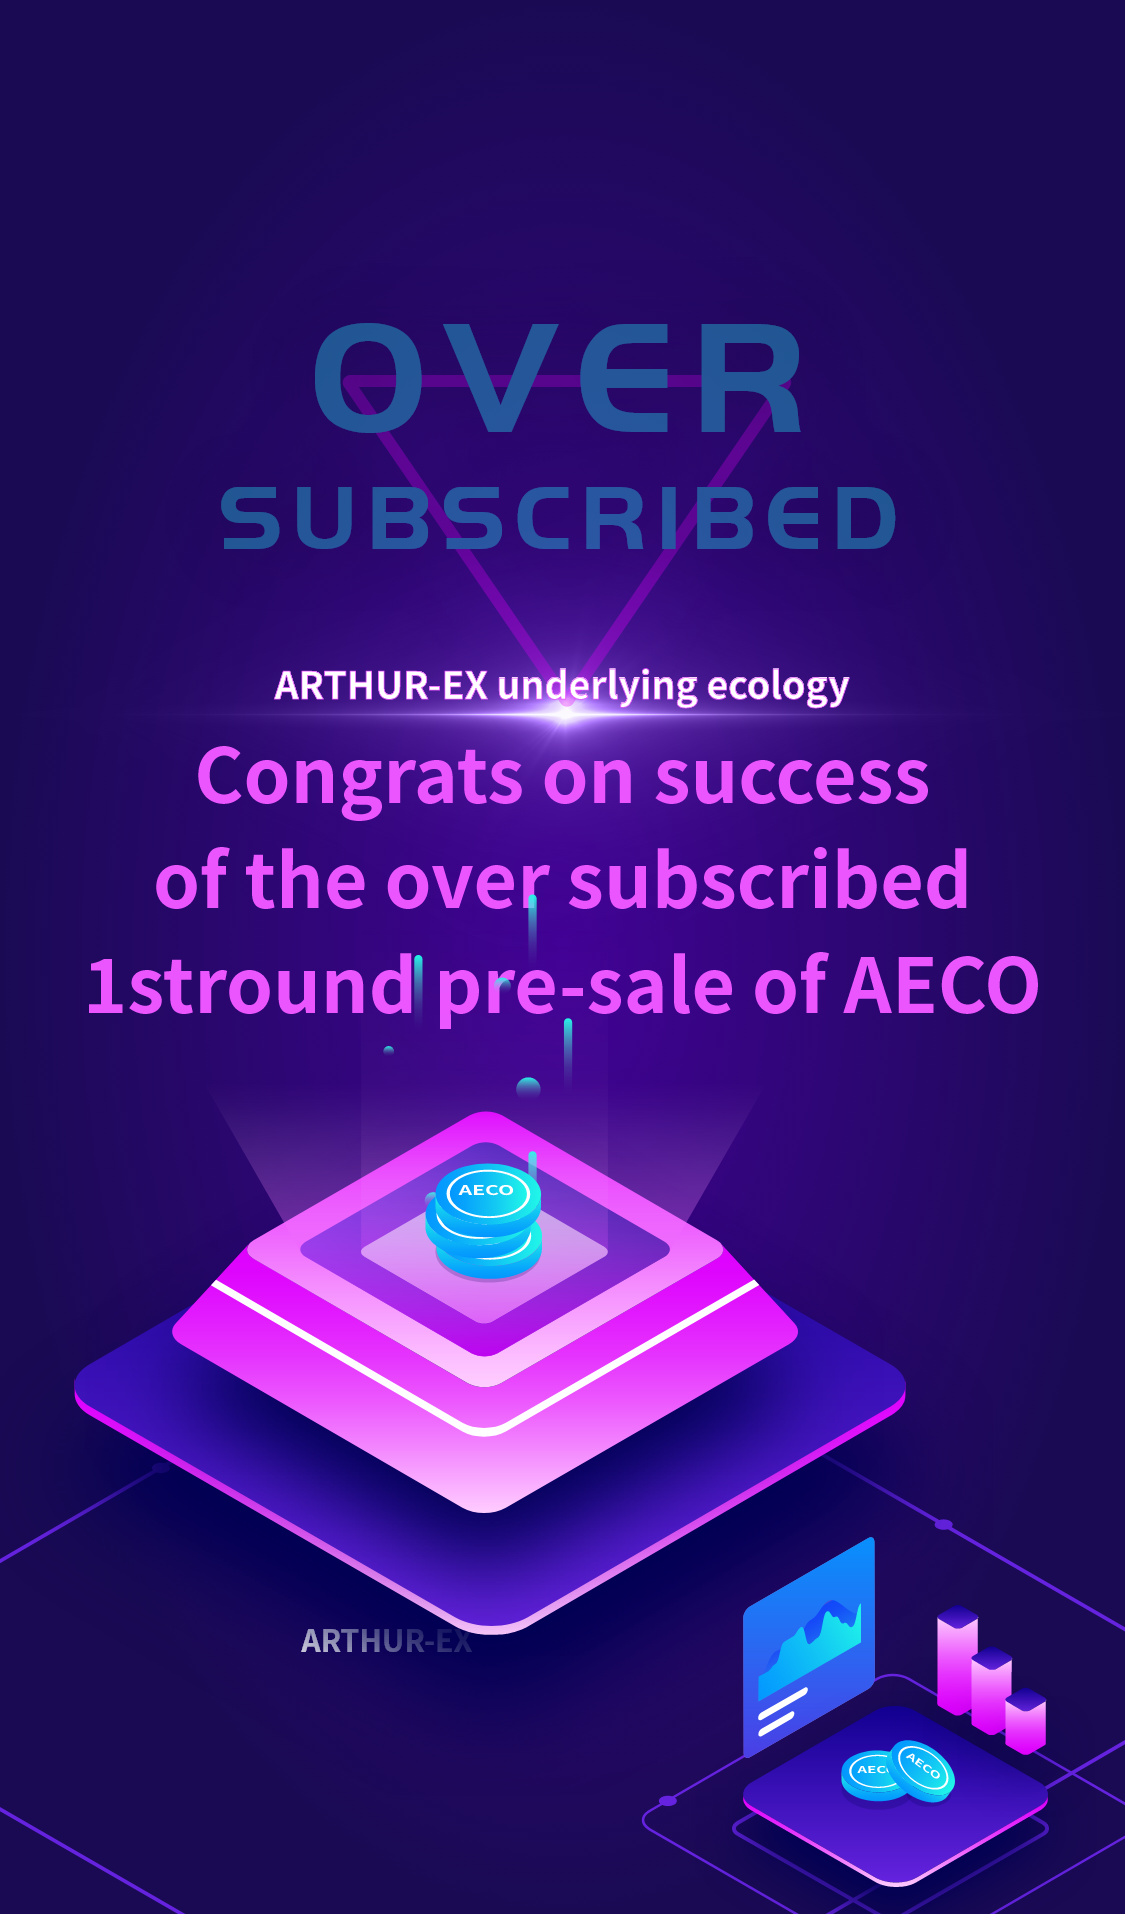 OVER
SUBSCRIBED
ARTHUR-EX underlying ecology
Congrats on success
of the over subscribed
1stround pre-sale of AECO
AECO
ARTHUR-EX
AECO
AECO